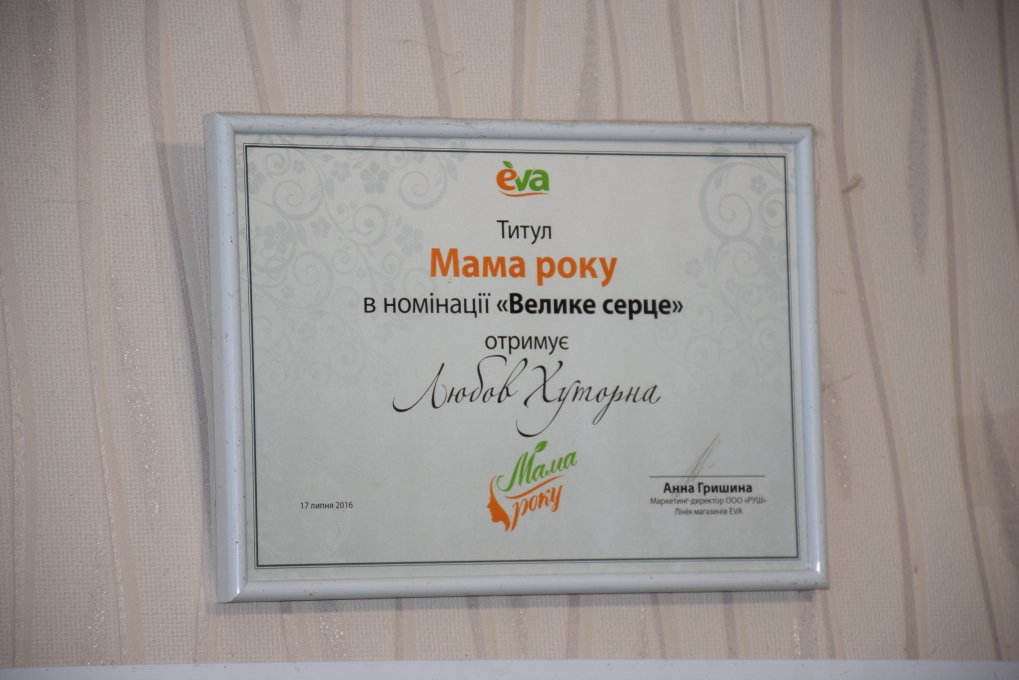 eva
Титул
Мама року
в номінації «Велике серце»
отримує
Любов Хуторна
Мама
року
17 липня 2016
Анна Гришина
Маркетинг-директор ООО «РУШ»
Лінія магазинів EVA